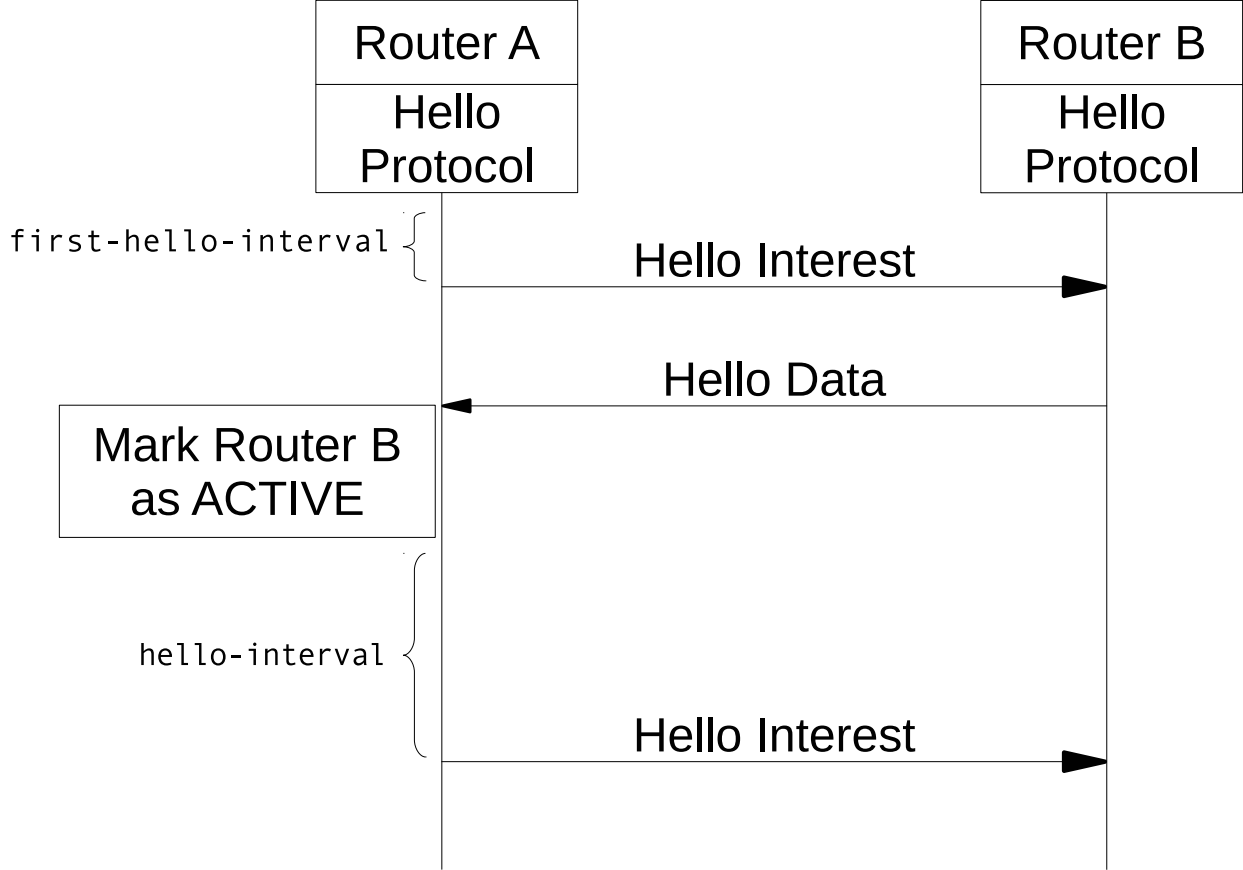 Router A
Router B
Hello
Protocol
Hello
Protocol
first-hello-interval
Hello Interest
Hello Data
Mark Router B
as ACTIVE
hello-interval
Hello Interest